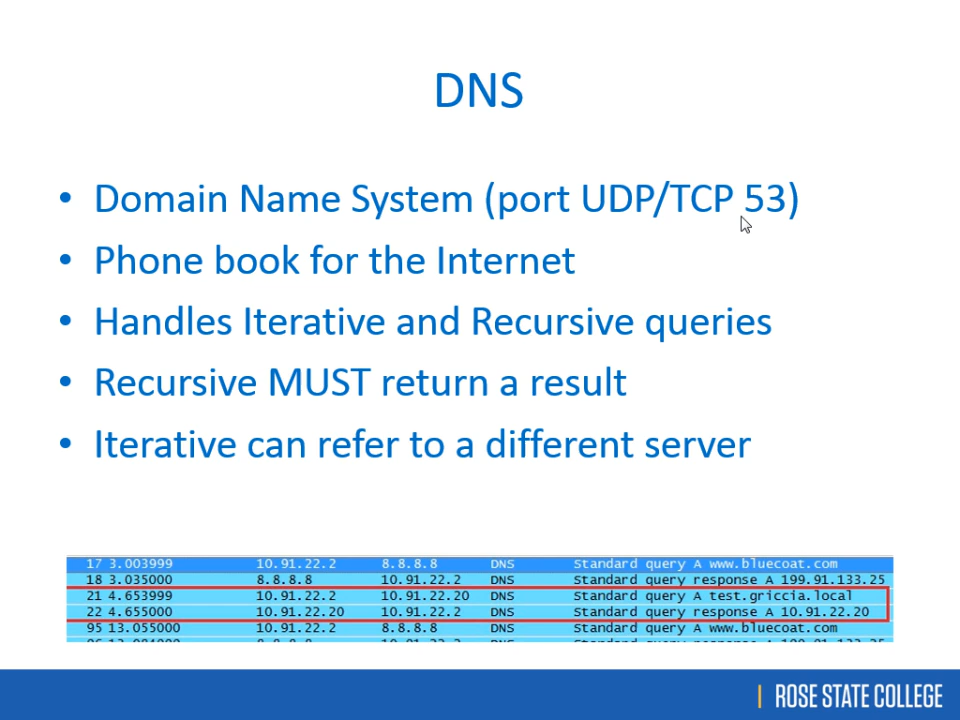 DNS
• Domain Name System (port UDP/TCP 53)
• Phone book for the Internet
• Handles Iterative and Recursive queries
• Recursive MUST return a result
• Iterative can refer to a different server
17 3.003999 10.91.22.2 8.8.8.8 DNS Standard query A www.bluecoat.com
18 3.035000 8.8.8.8 10.91.22.2 DNS Standard query response A 199.91.133.25
21 4.653999 10.91.22.2 10.91.22.20 DNS Standard query A test.griccia.local
22 4.655000 10.91.22.20 10.91.22.2 DNS Standard query response A 10.91.22.20
95 13.055000 10.91.22.2 8.8.8.8 DNS Standard query A www.bluecoat.com
ROSE STATE COLLEGE